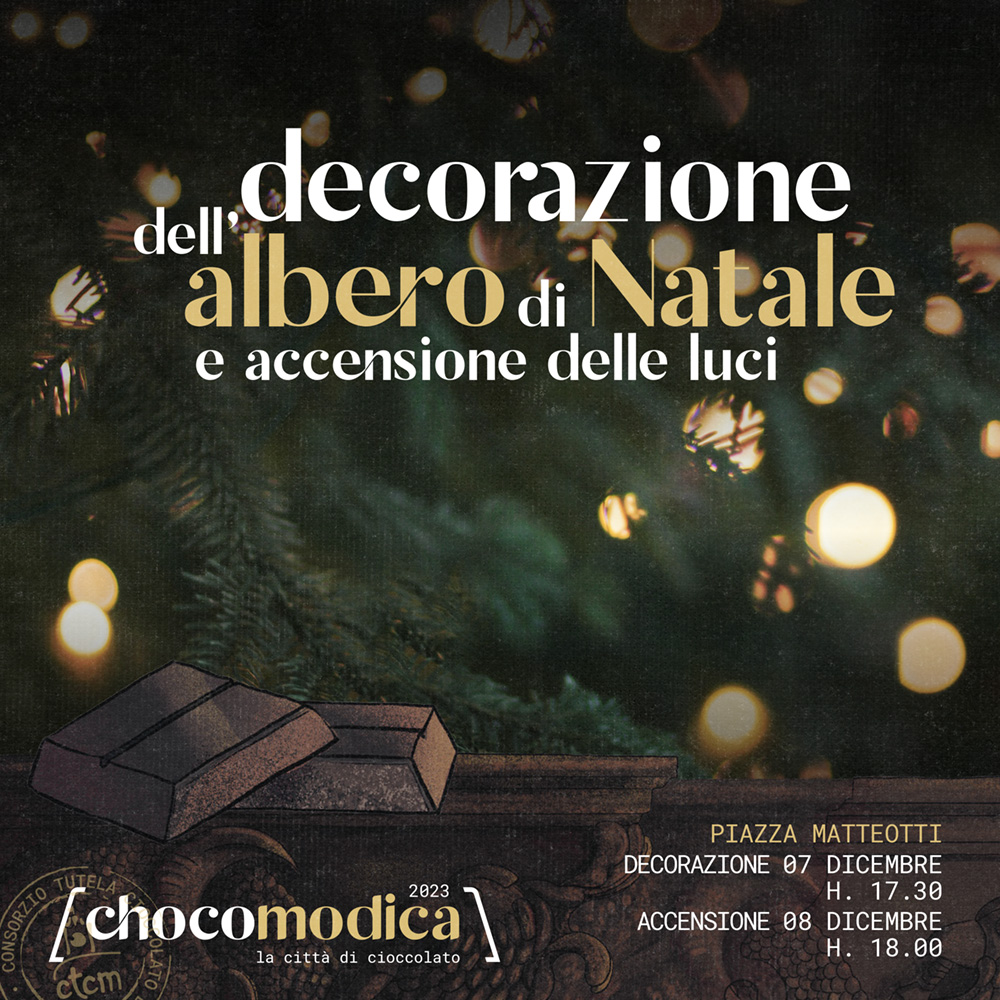 decorazione
dell'
albero di Natale
e accensione delle luci
PIAZZA MATTEOTTI
DECORAZIONE 07 DICEMBRE
H. 17.30
ACCENSIONE 08 DICEMBRE
H. 18.00
2023
[chocomodica]
la città di cioccolato
CONSORZIO TUTELA
ctcm